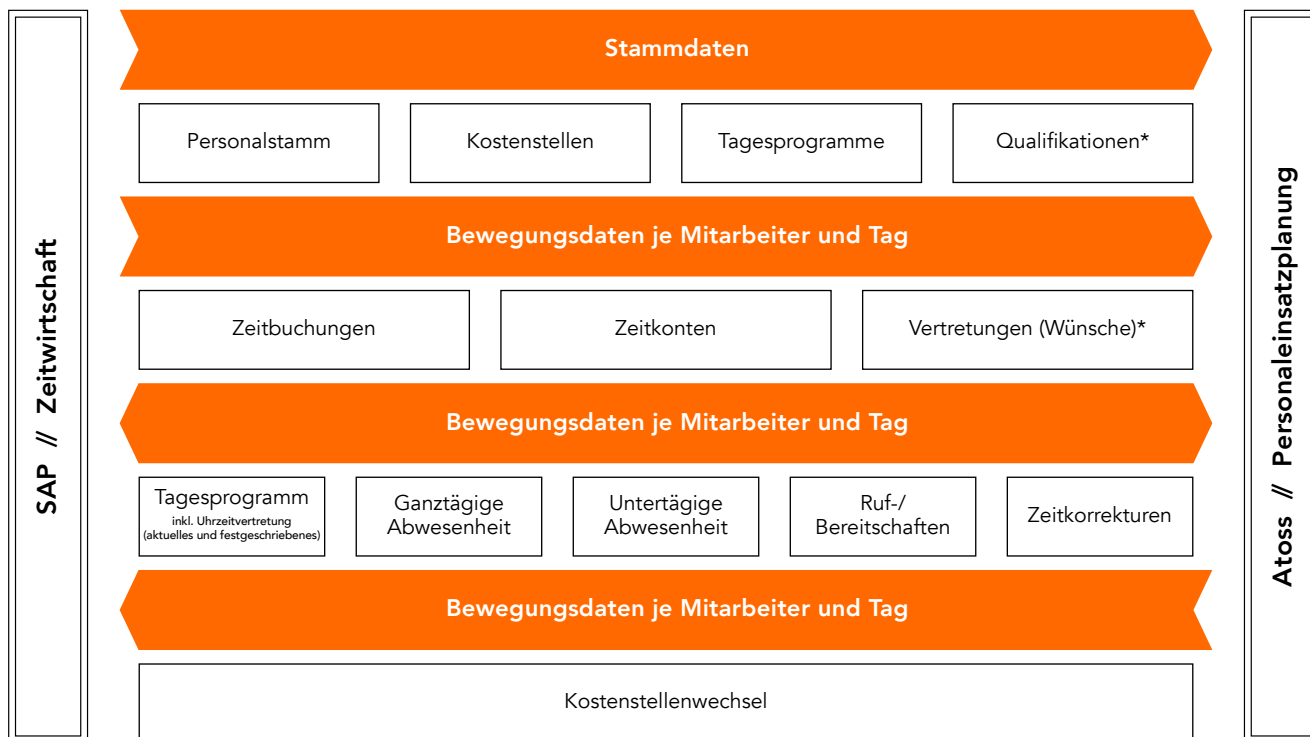 SAP // Zeitwirtschaft
Stammdaten
Personalstamm
Kostenstellen
Tagesprogramme
Qualifikationen*
Bewegungsdaten je Mitarbeiter und Tag
Zeitbuchungen
Zeitkonten
Vertretungen (Wünsche)*
Bewegungsdaten je Mitarbeiter und Tag
Tagesprogramm
inkl. Uhrzeitvertretung
(aktuelles und festgeschriebenes)
Ganztägige
Abwesenheit
Untertägige
Abwesenheit
Ruf-/
Bereitschaften
Zeitkorrekturen
Bewegungsdaten je Mitarbeiter und Tag
Kostenstellenwechsel
Atoss // Personaleinsatzplanung